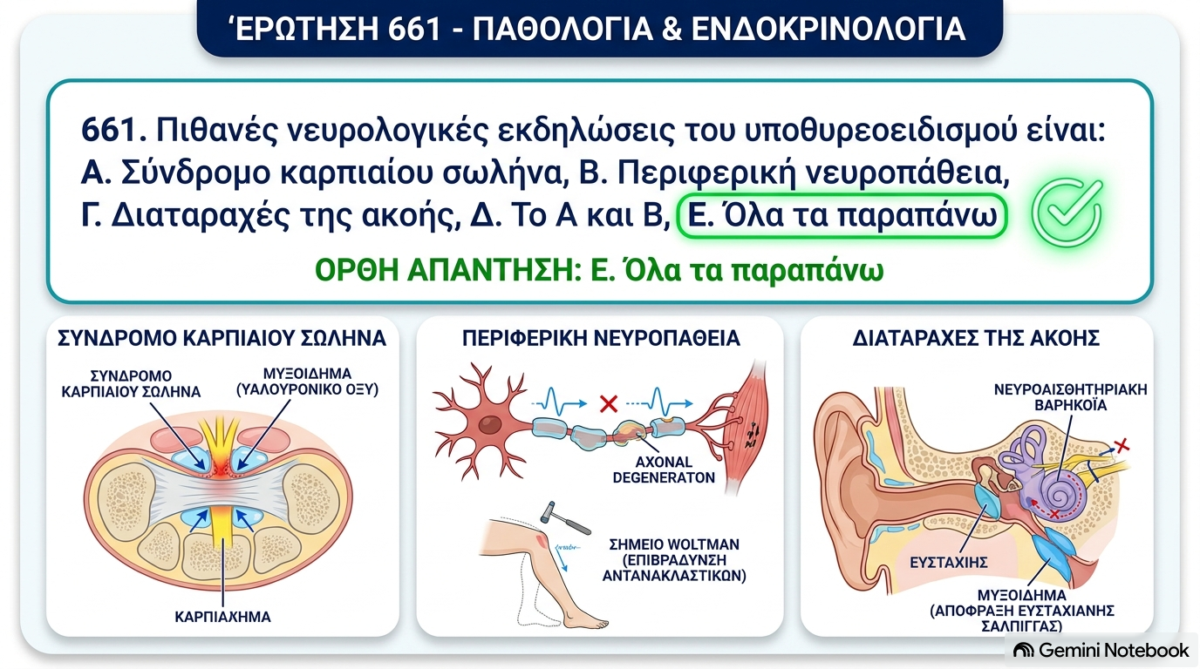 ‘ΕΡΩΤΗΣΗ 661 - ΠΑΘΟΛΟΓΙΑ & ΕΝΔΟΚΡΙΝΟΛΟΓΙΑ
661. Πιθανές νευρολογικές εκδηλώσεις του υποθυρεοειδισμού είναι:
Α. Σύνδρομο καρπιαίου σωλήνα, Β. Περιφερική νευροπάθεια,
Γ. Διαταραχές της ακοής, Δ. Το Α και Β, Ε. Όλα τα παραπάνω
ΟΡΘΗ ΑΠΑΝΤΗΣΗ: Ε. Όλα τα παραπάνω
ΣΥΝΔΡΟΜΟ ΚΑΡΠΙΑΙΟΥ ΣΩΛΗΝΑ
ΣΥΝΔΡΟΜΟ
ΚΑΡΠΙΑΙΟΥ ΣΩΛΗΝΑ
ΜΥΞΟΙΔΗΜΑ
(ΥΑΛΟΥΡΟΝΙΚΟ ΟΞΥ)
ΚΑΡΠΙΑΛΗΜΑ
ΠΕΡΙΦΕΡΙΚΗ ΝΕΥΡΟΠΑΘΕΙΑ
AXONAL
DEGENERATON
ΣΗΜΕΙΟ WOLTMAN
(ΕΠΙΒΡΑΔΥΝΣΗ
ΑΝΤΑΝΑΚΛΑΣΤΙΚΩΝ)
ΔΙΑΤΑΡΑΧΕΣ ΤΗΣ ΑΚΟΗΣ
ΝΕΥΡΟΑΙΣΘΗΤΗΡΙΑΚΗ
ΒΑΡΗΚΟΪΑ
ΕΥΣΤΑΧΙΗΣ
ΜΥΞΟΙΔΗΜΑ
(ΑΠΟΦΡΑΞΗ ΕΥΣΤΑΧΙΑΝΗΣ
ΣΑΛΠΙΓΓΑΣ)
Gemini Notebook